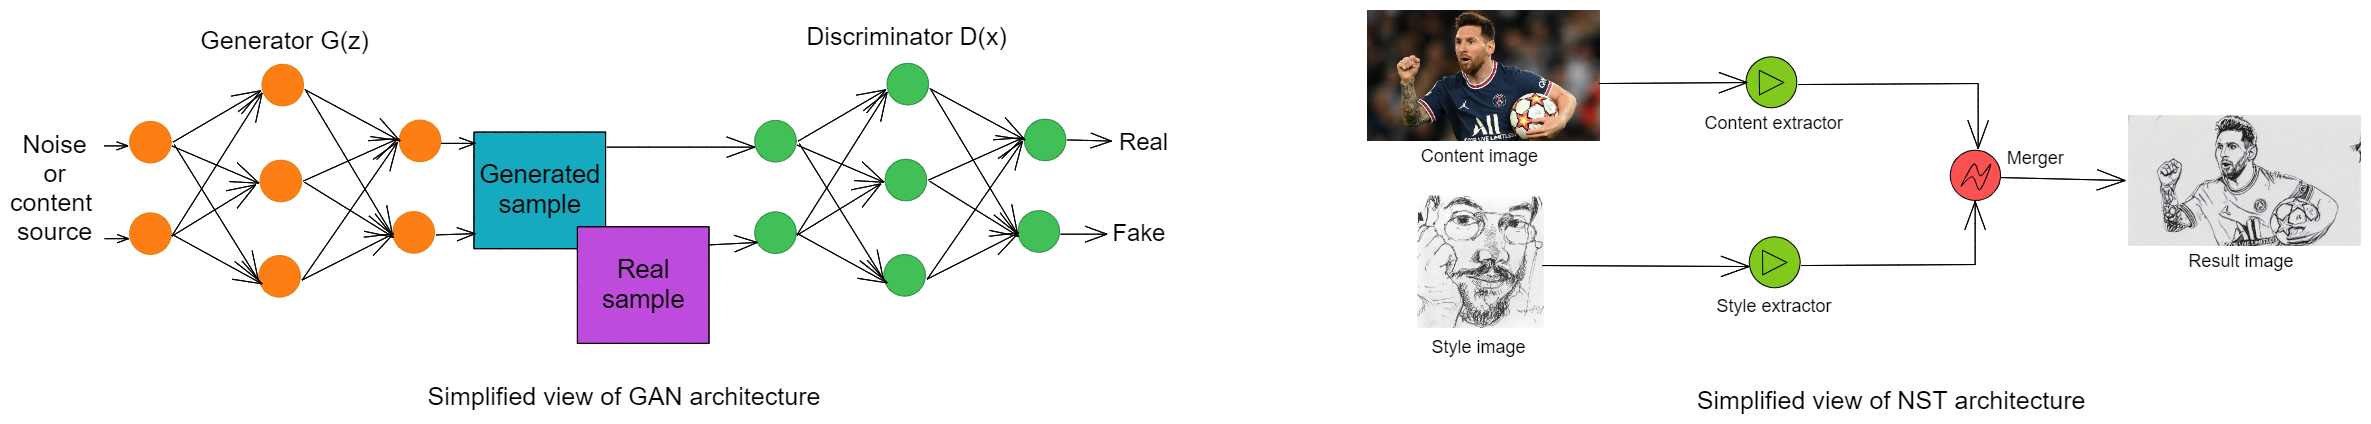 Generator G(z)
Discriminator D(x)
Noise
or
content
source
Generated
sample
Real
sample
Real
Fake
Simplified view of GAN architecture
Content image
Content extractor
Merger
Style image
Style extractor
Result image
Simplified view of NST architecture